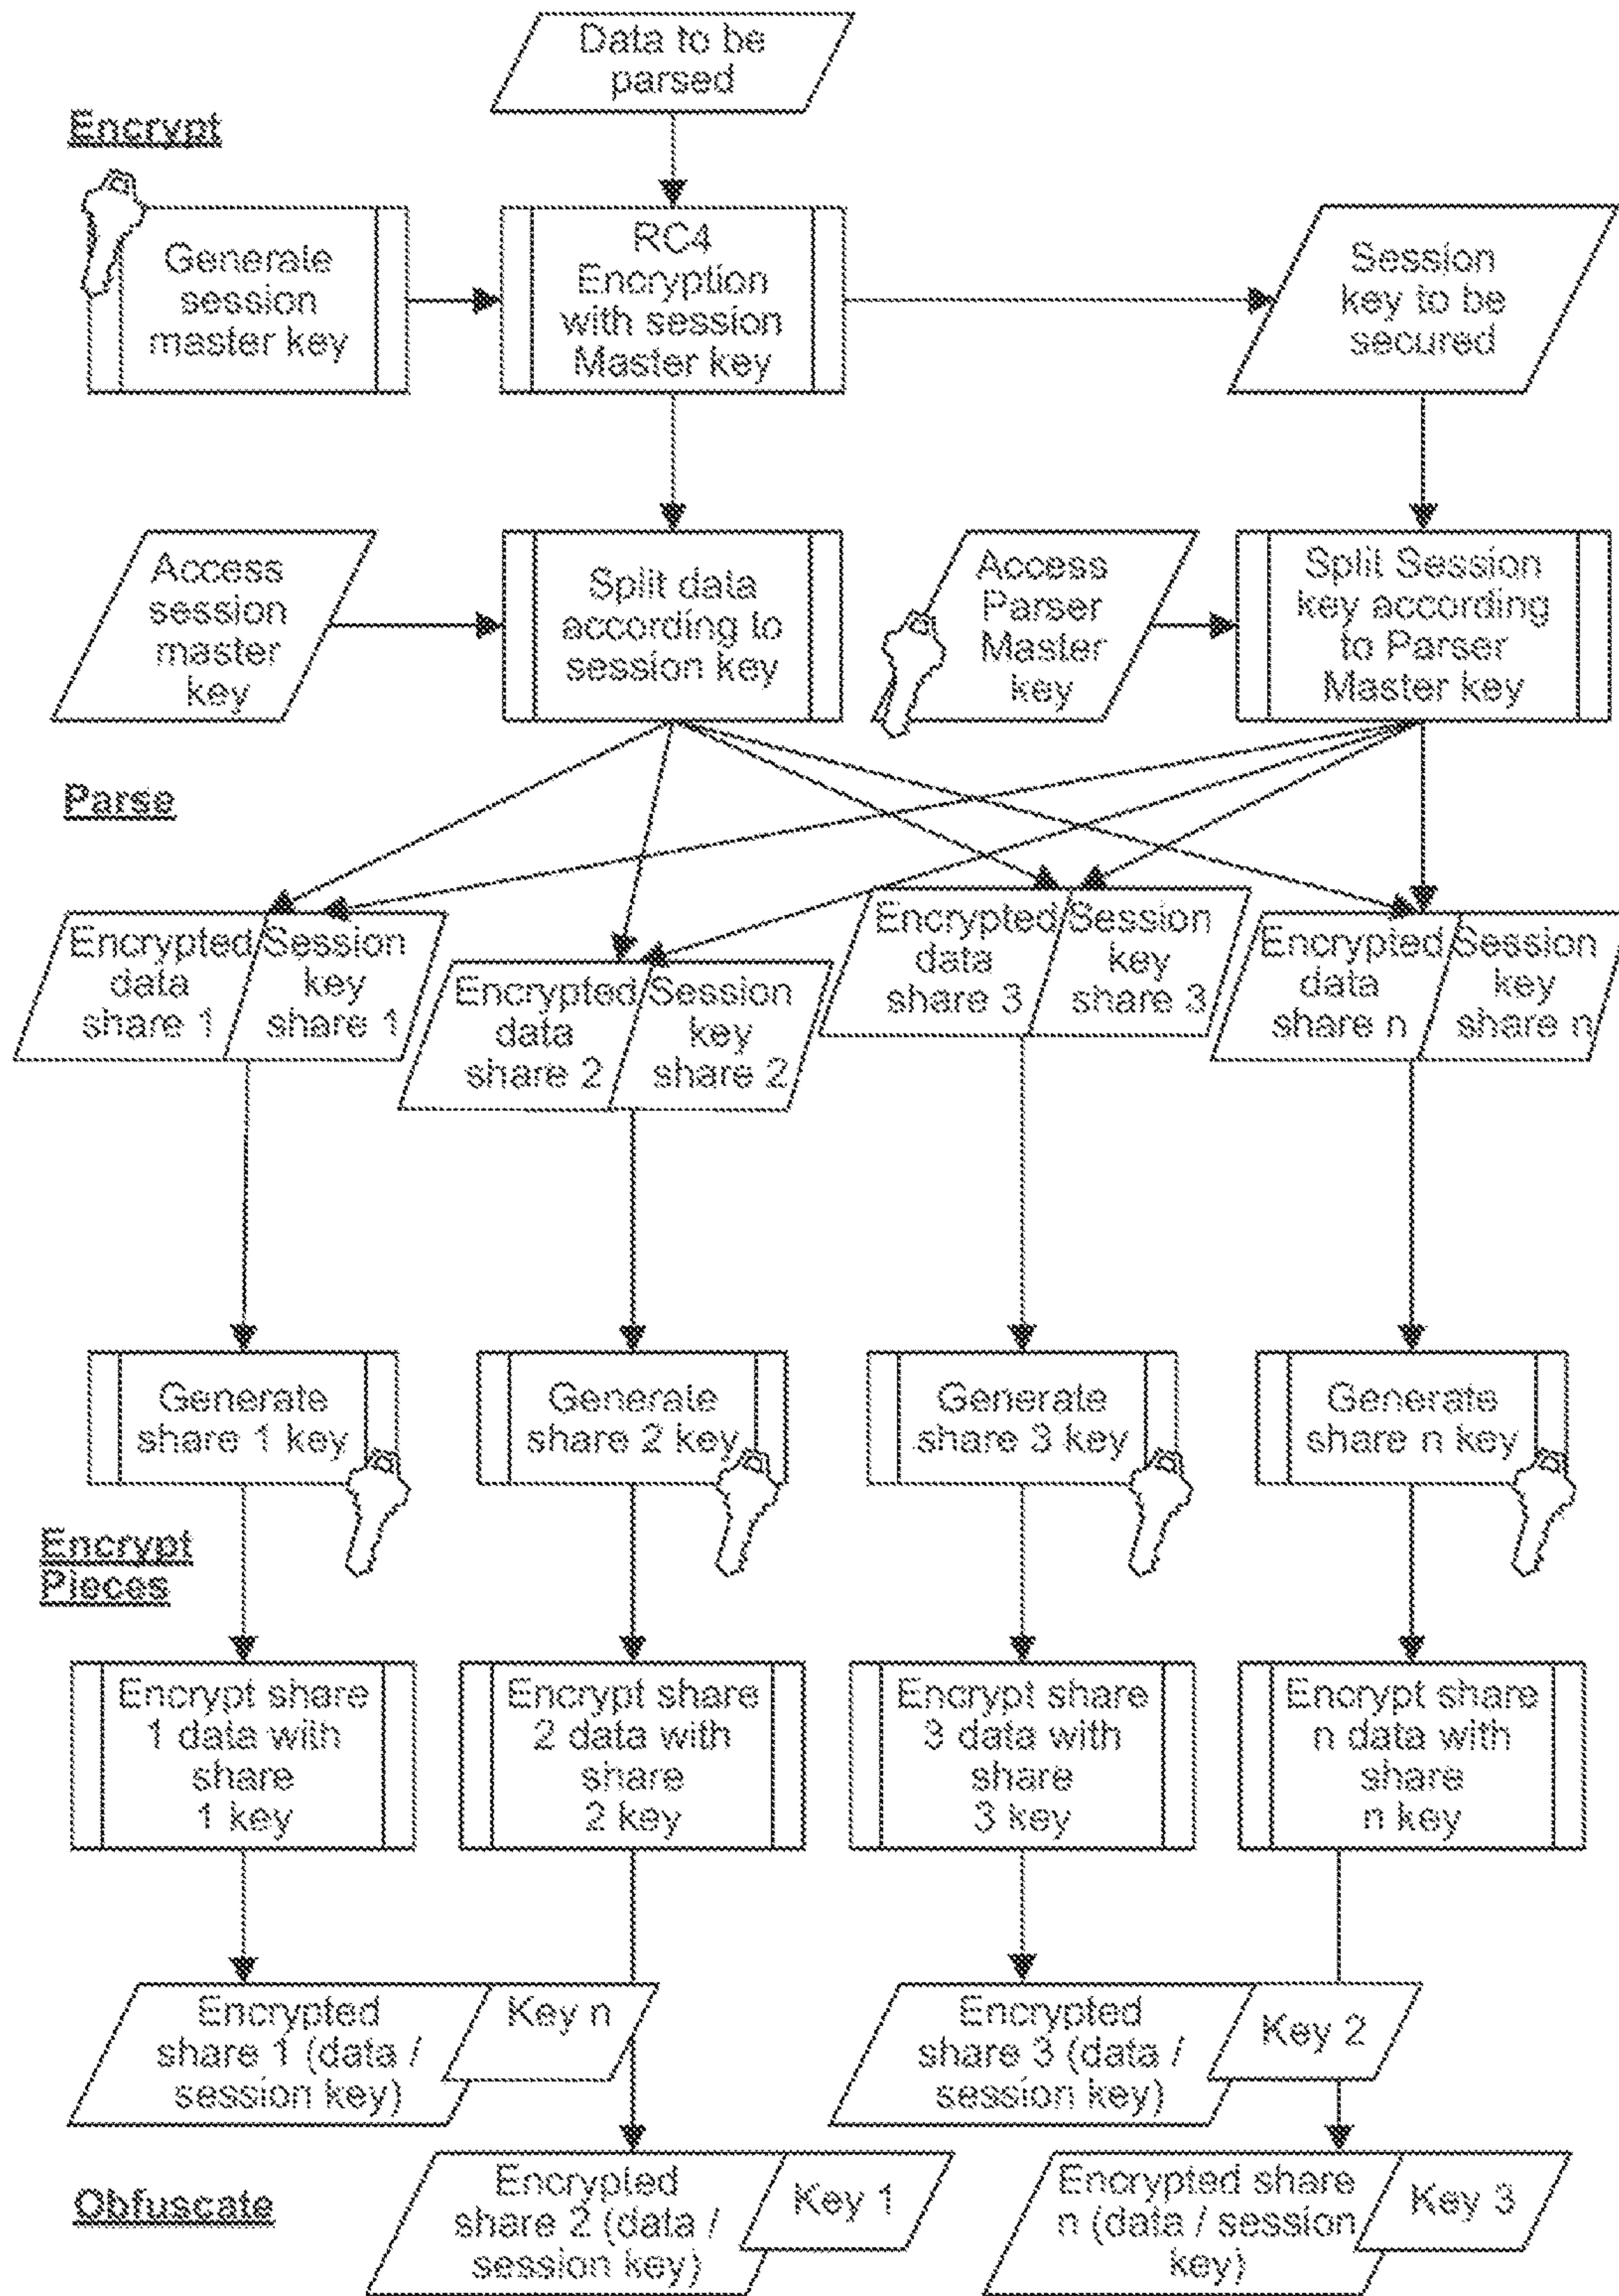 Data to be
parsed
Encrypt
Generate
session
master key
RC4
Encryption
with session
Master key
Session
key to be
secured
Access
session
master
key
Split data
according to
session key
Access
Parser
Master
key
Split Session
key according
to Parser
Master key
Parse
Encrypted
data
share 1
Session
key
share 1
Encrypted
data
share 2
Session
key
share 2
Encrypted
data
share 3
Session
key
share 3
Encrypted
data
share n
Session
key
share n
Generate
share 1 key
Generate
share 2 key
Generate
share 3 key
Generate
share n key
Encrypt
Pieces
Encrypt share
1 data with
share
1 key
Encrypt share
2 data with
share
2 key
Encrypt share
3 data with
share
3 key
Encrypt share
n data with
share
n key
Encrypted
share 1 (data /
session key)
Key n
Encrypted
share 3 (data /
session key)
Key 2
Obfuscate
Encrypted
share 2 (data /
session key)
Key 1
Encrypted share
n (data / session
key)
Key 3